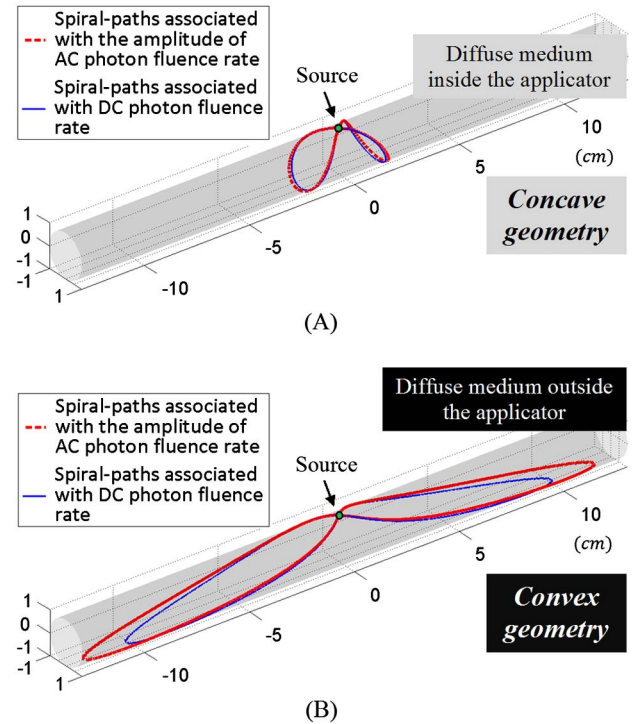 Spiral-paths associated
with the amplitude of
AC photon fluence rate
Spiral-paths associated
with DC photon fluence
rate
Source
Diffuse medium
inside the applicator
10
5
(cm)
0
-5
-10
1
0
-1
-1
1
Concave
geometry
(A)
Spiral-paths associated
with the amplitude of
AC photon fluence rate
Spiral-paths associated
with DC photon fluence
rate
Source
Diffuse medium outside
the applicator
10
5
(cm)
0
-5
-10
1
0
-1
-1
1
Convex
geometry
(B)